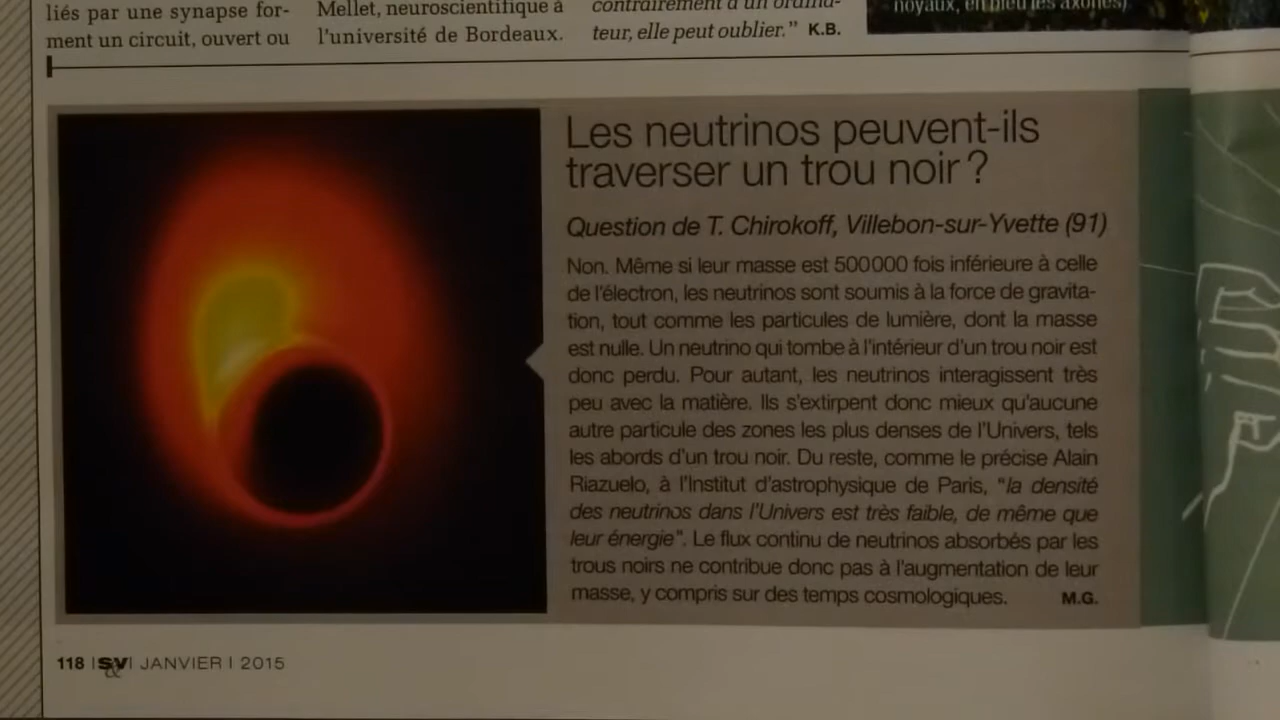 liés par une synapse for-
ment un circuit, ouvert ou
Mellet, neuroscientifique à
l'université de Bordeaux.
contrairement à un ordina-
teur, elle peut oublier." K.B.
noyaux, en bleu les axones)
Les neutrinos peuvent-ils
traverser un trou noir ?
Question de T. Chirokoff, Villebon-sur-Yvette (91)
Non. Même si leur masse est 500000 fois inférieure à celle
de l'électron, les neutrinos sont soumis à la force de gravita-
tion, tout comme les particules de lumière, dont la masse
est nulle. Un neutrino qui tombe à l'intérieur d'un trou noir est
donc perdu. Pour autant, les neutrinos interagissent très
peu avec la matière. Ils s'extirpent donc mieux qu'aucune
autre particule des zones les plus denses de l'Univers, tels
les abords d'un trou noir. Du reste, comme le précise Alain
Riazuelo, à l'Institut d'astrophysique de Paris, "la densité
des neutrinos dans l'Univers est très faible, de même que
leur énergie". Le flux continu de neutrinos absorbés par les
trous noirs ne contribue donc pas à l'augmentation de leur
masse, y compris sur des temps cosmologiques. M.G.
118 | S&V | JANVIER | 2015